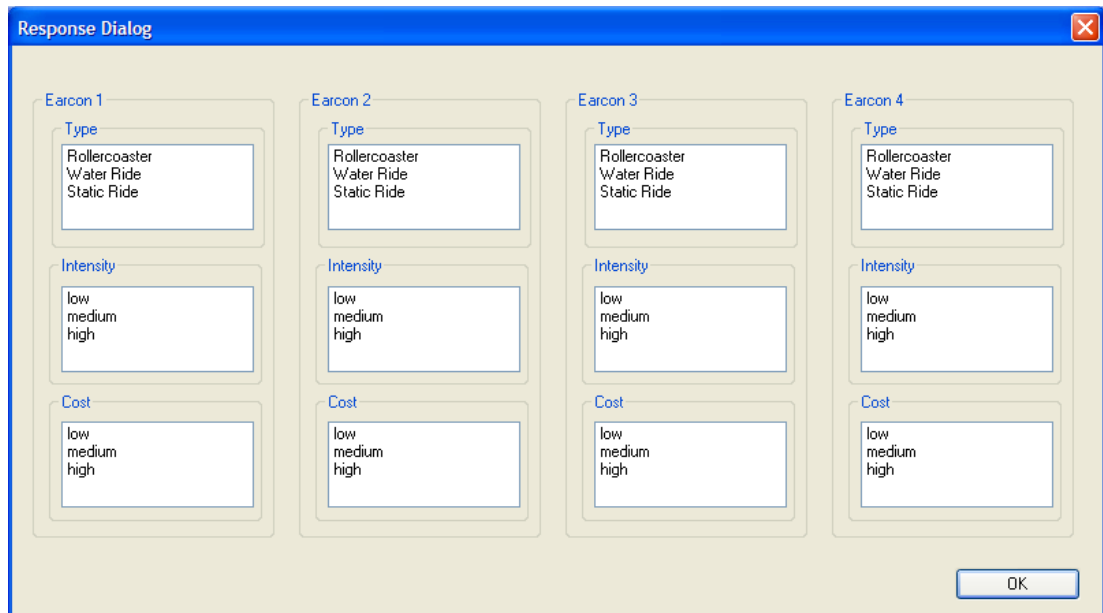 Response Dialog
Earcon 1
Type
Rollercoaster
Water Ride
Static Ride
Intensity
low
medium
high
Cost
low
medium
high
Earcon 2
Type
Rollercoaster
Water Ride
Static Ride
Intensity
low
medium
high
Cost
low
medium
high
Earcon 3
Type
Rollercoaster
Water Ride
Static Ride
Intensity
low
medium
high
Cost
low
medium
high
Earcon 4
Type
Rollercoaster
Water Ride
Static Ride
Intensity
low
medium
high
Cost
low
medium
high
OK